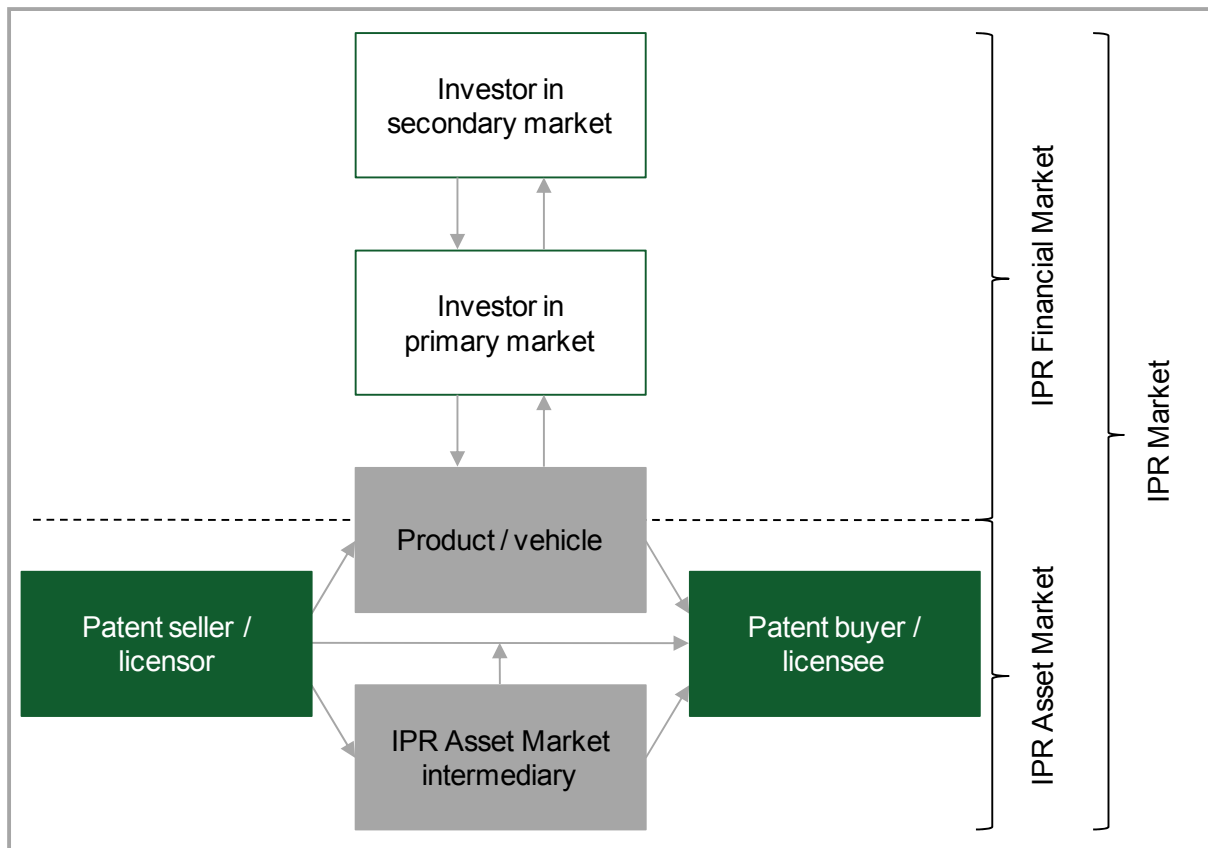 Investor in
secondary market
Investor in
primary market
Product / vehicle
Patent seller /
licensor
Patent buyer /
licensee
IPR Asset Market
intermediary
IPR Financial Market
IPR Asset Market
IPR Market